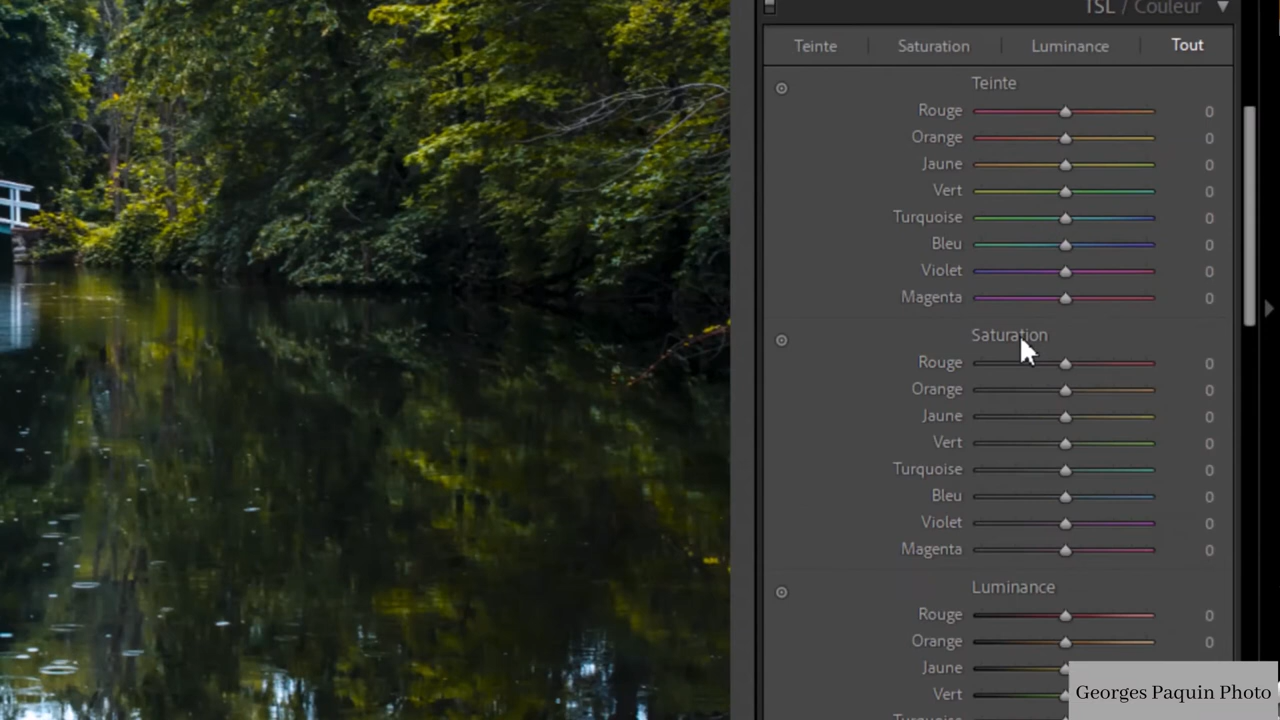 TSL / Couleur
Teinte Saturation Luminance Tout
Teinte
Rouge 0
Orange 0
Jaune 0
Vert 0
Turquoise 0
Bleu 0
Violet 0
Magenta 0
Saturation
Rouge 0
Orange 0
Jaune 0
Vert 0
Turquoise 0
Bleu 0
Violet 0
Magenta 0
Luminance
Rouge 0
Orange 0
Jaune
Vert
Turquoise
Georges Paquin Photo